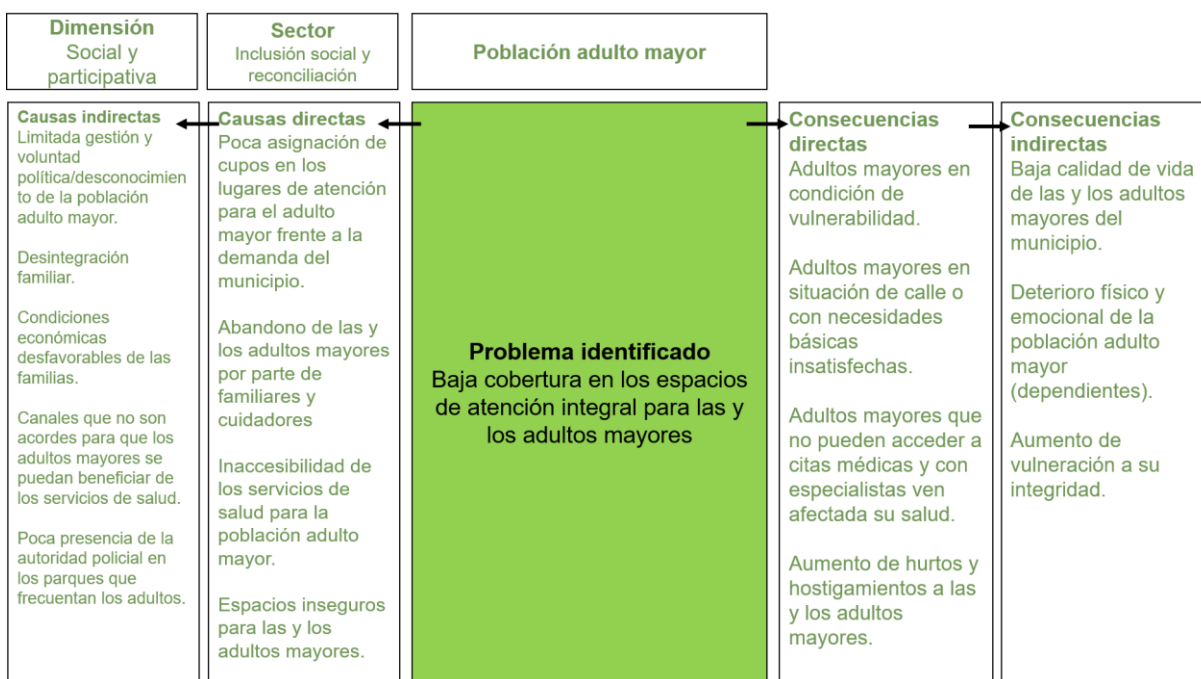 Dimensión
Social y
participativa
Sector
Inclusión social y
reconciliación
Población adulto mayor
Causas indirectas
Limitada gestión y
voluntad
política/desconocimien
to de la población
adulto mayor.
Desintegración
familiar.
Condiciones
económicas
desfavorables de las
familias.
Canales que no son
acordes para que los
adultos mayores se
puedan beneficiar de
los servicios de salud.
Poca presencia de la
autoridad policial en
los parques que
frecuentan los adultos.
Causas directas
Poca asignación de
cupos en los
lugares de atención
para el adulto
mayor frente a la
demanda del
municipio.
Abandono de las y
los adultos mayores
por parte de
familiares y
cuidadores
Inaccesibilidad de
los servicios de
salud para la
población adulto
mayor.
Espacios inseguros
para las y los
adultos mayores.
Problema identificado
Baja cobertura en los espacios
de atención integral para las y
los adultos mayores
Consecuencias
directas
Adultos mayores en
condición de
vulnerabilidad.
Adultos mayores en
situación de calle o
con necesidades
básicas
insatisfechas.
Adultos mayores que
no pueden acceder a
citas médicas y con
especialistas ven
afectada su salud.
Aumento de hurtos y
hostigamientos a las
y los adultos
mayores.
Consecuencias
indirectas
Baja calidad de vida
de las y los adultos
mayores del
municipio.
Deterioro físico y
emocional de la
población adulto
mayor
(dependientes).
Aumento de
vulneración a su
integridad.